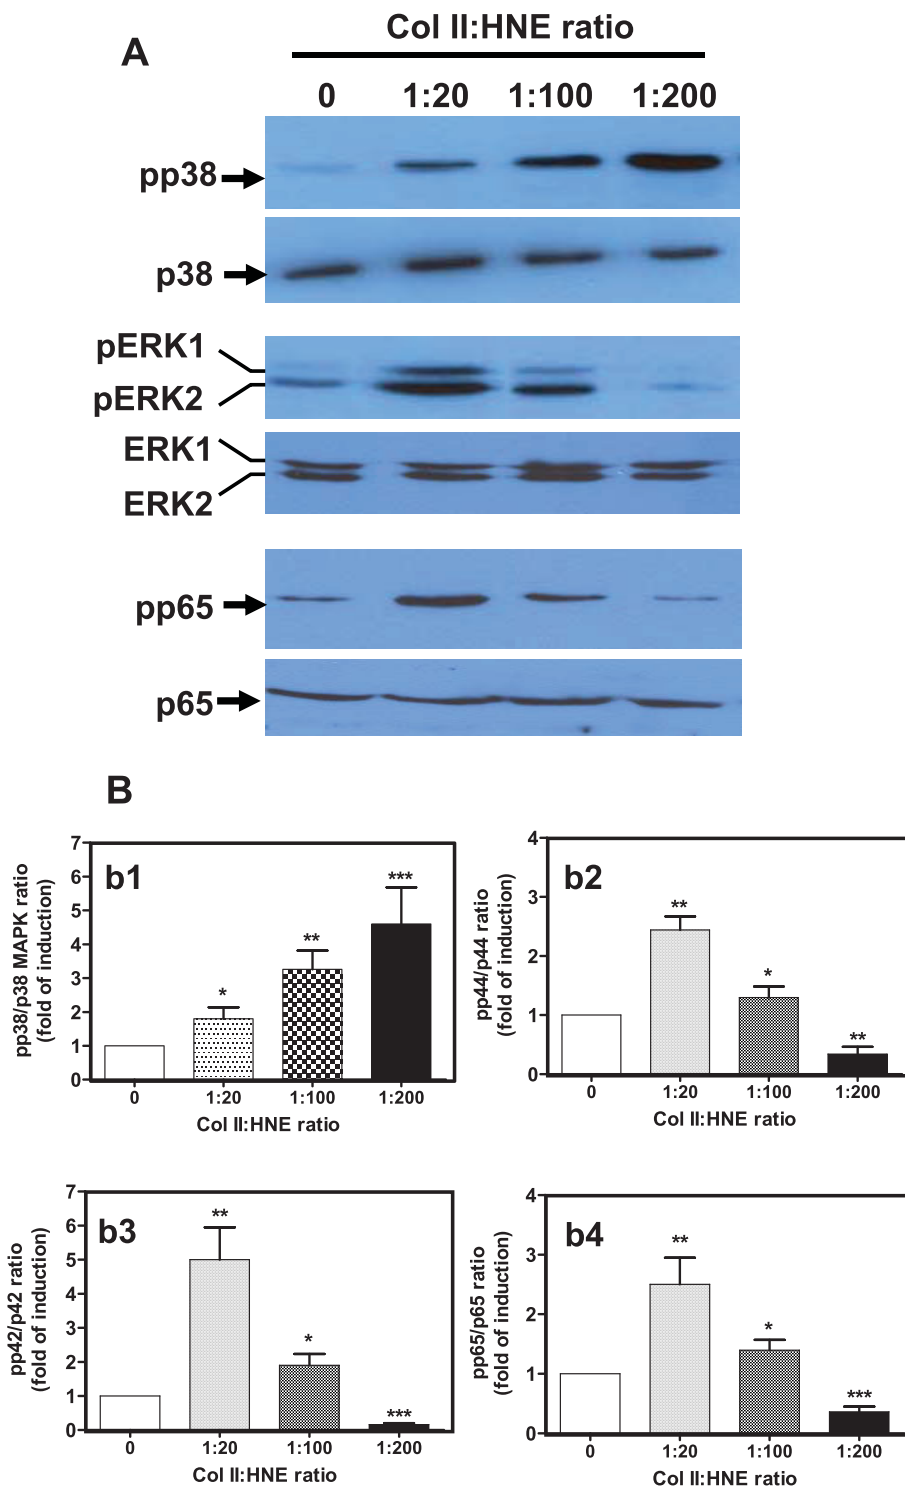 A
Col II:HNE ratio
0 1:20 1:100 1:200
pp38
p38
pERK1
pERK2
ERK1
ERK2
pp65
p65
B
b1
pp38/p38 MAPK ratio
(fold of induction)
7
6
5
4
3
2
1
0
*
**
***
0 1:20 1:100 1:200
Col II:HNE ratio
b2
pp44/p44 ratio
(fold of induction)
4
3
2
1
0
**
*
**
0 1:20 1:100 1:200
Col II:HNE ratio
b3
pp42/p42 ratio
(fold of induction)
7
6
5
4
3
2
1
0
**
*
***
0 1:20 1:100 1:200
Col II:HNE ratio
b4
pp65/p65 ratio
(fold of induction)
4
3
2
1
0
**
*
***
0 1:20 1:100 1:200
Col II:HNE ratio